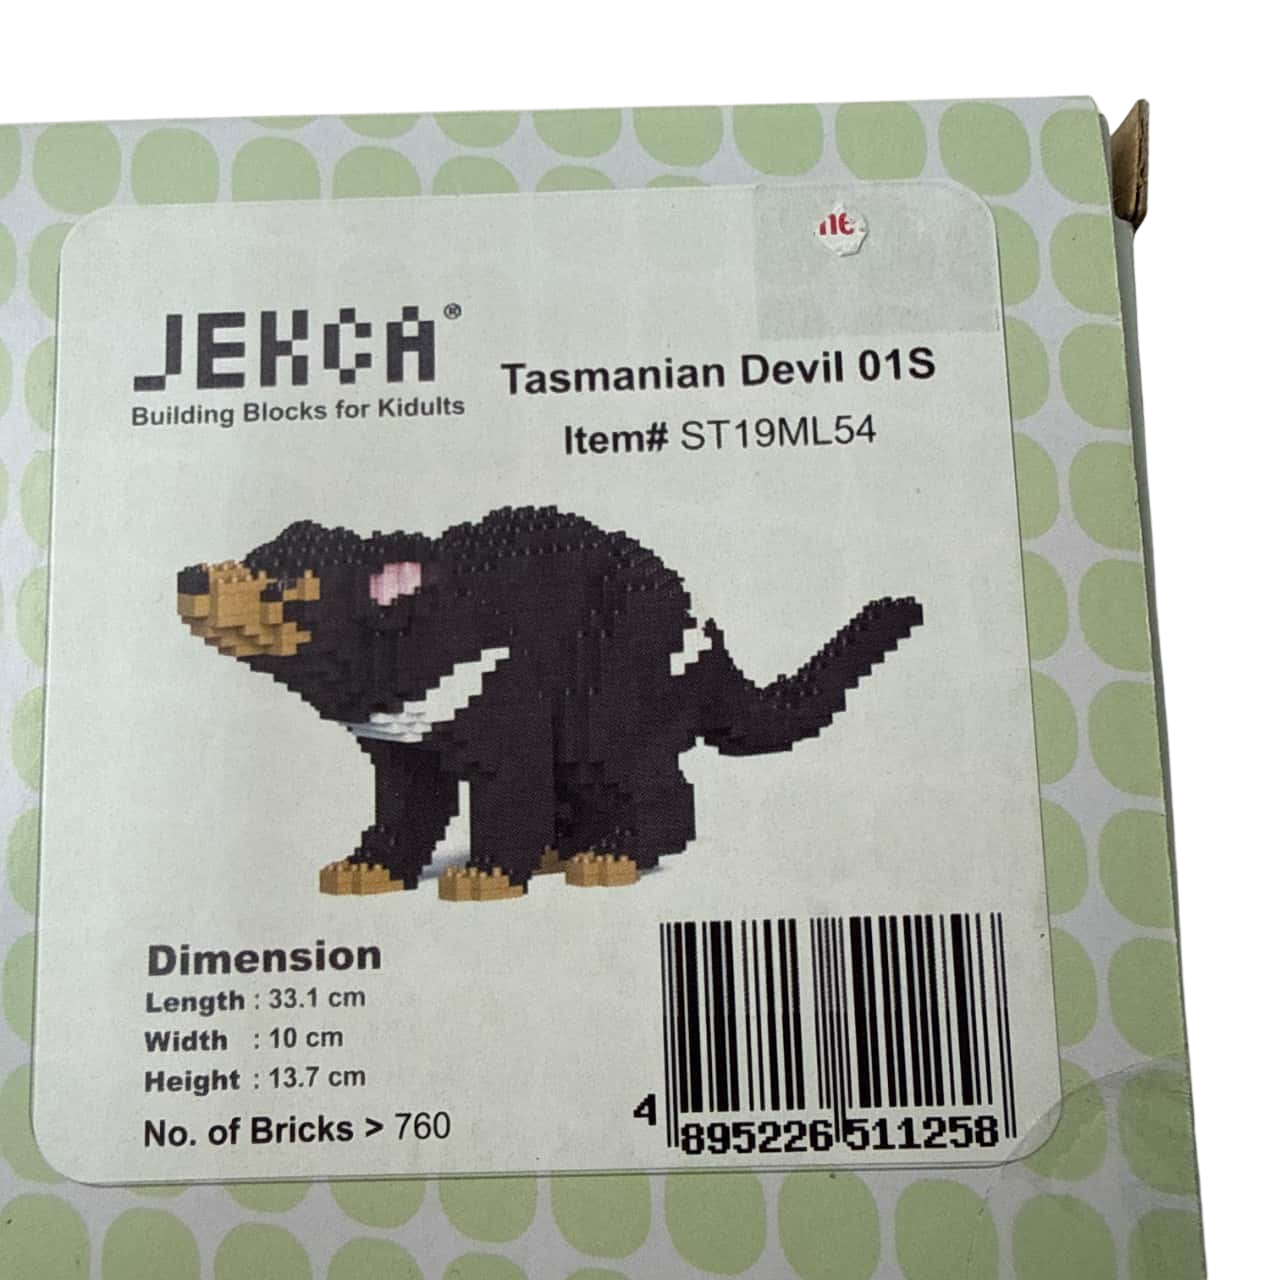 JEKCA®
Building Blocks for Kidults
Tasmanian Devil 01S
Item# ST19ML54
Dimension
Length : 33.1 cm
Width : 10 cm
Height : 13.7 cm
No. of Bricks > 760
4 895226 511258